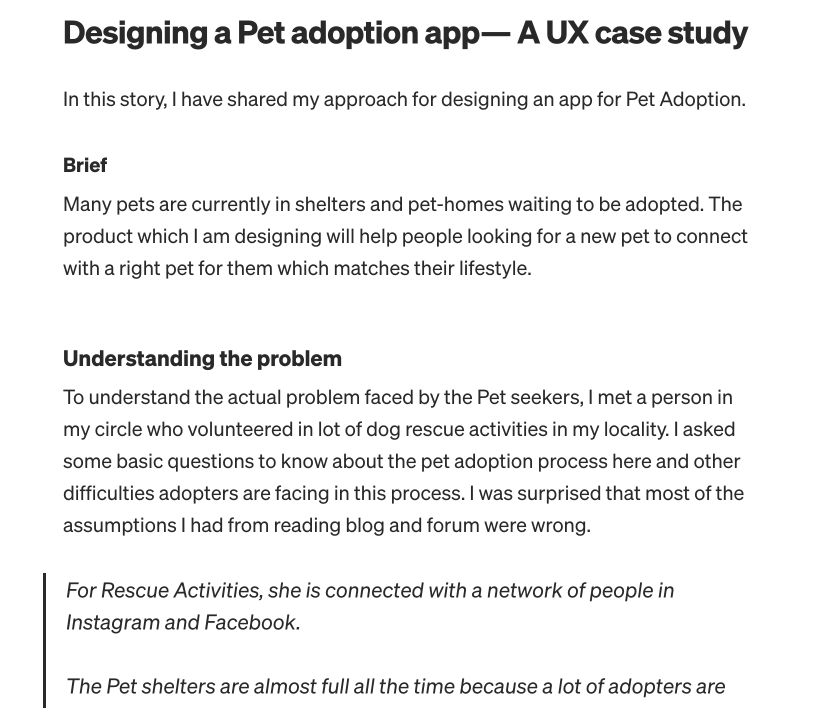 Designing a Pet adoption app— A UX case study
In this story, I have shared my approach for designing an app for Pet Adoption.
Brief
Many pets are currently in shelters and pet-homes waiting to be adopted. The
product which I am designing will help people looking for a new pet to connect
with a right pet for them which matches their lifestyle.
Understanding the problem
To understand the actual problem faced by the Pet seekers, I met a person in
my circle who volunteered in lot of dog rescue activities in my locality. I asked
some basic questions to know about the pet adoption process here and other
difficulties adopters are facing in this process. I was surprised that most of the
assumptions I had from reading blog and forum were wrong.
For Rescue Activities, she is connected with a network of people in
Instagram and Facebook.
The Pet shelters are almost full all the time because a lot of adopters are